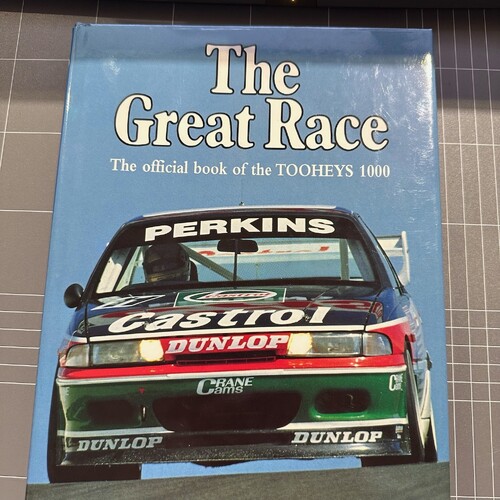 The
Great Race
The official book of the TOOHEYS 1000
PERKINS
Castrol
DUNLOP
CRANE
Cams
DUNLOP
DUNLOP